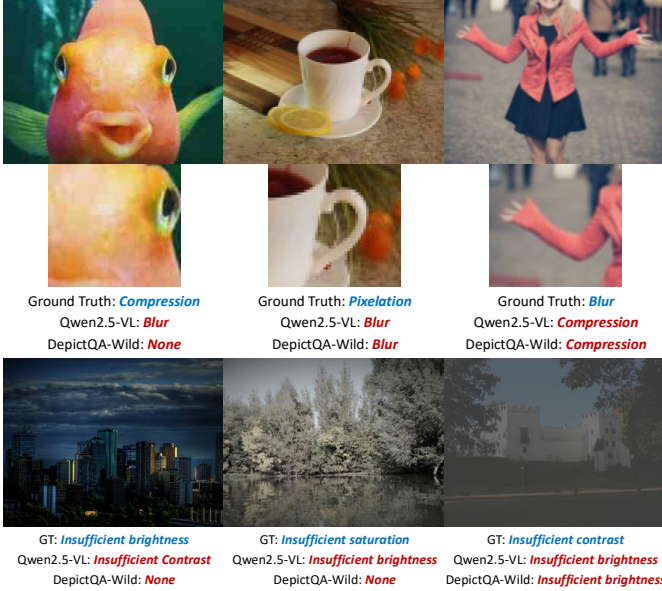 Ground Truth: Compression
Qwen2.5-VL: Blur
DepictQA-Wild: None
Ground Truth: Pixelation
Qwen2.5-VL: Blur
DepictQA-Wild: Blur
Ground Truth: Blur
Qwen2.5-VL: Compression
DepictQA-Wild: Compression
GT: Insufficient brightness
Qwen2.5-VL: Insufficient Contrast
DepictQA-Wild: None
GT: Insufficient saturation
Qwen2.5-VL: Insufficient brightness
DepictQA-Wild: None
GT: Insufficient contrast
Qwen2.5-VL: Insufficient brightness
DepictQA-Wild: Insufficient brightness